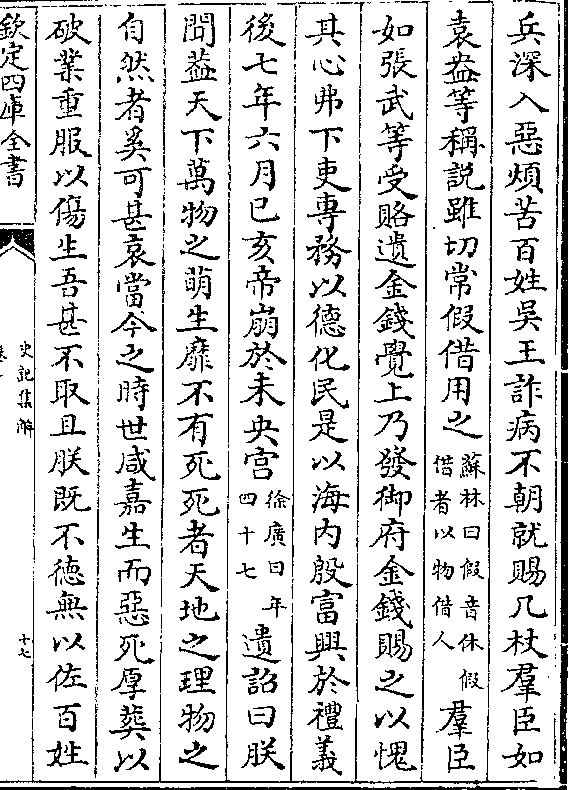 兵深入惡煩苦百姓吳王詐病不朝就賜几杖羣臣如
袁盎等稱説雖切常假借用之蘇林曰假音休假借者以物借人羣臣
如張武等受賂遺金錢覺上乃發御府金錢賜之以愧
其心弗下吏專務以德化民是以海内殷富興於禮義
後七年六月已亥帝崩於未央宫徐廣曰年四十七遺詔曰朕
聞葢天下萬物之萌生靡不有死死者天地之理物之
自然者奚可甚哀當今之時世咸嘉生而惡死厚葬以
破業重服以傷生吾甚不取且朕既不徳無以佐百姓
欽定四庫全書
史記集解
十七